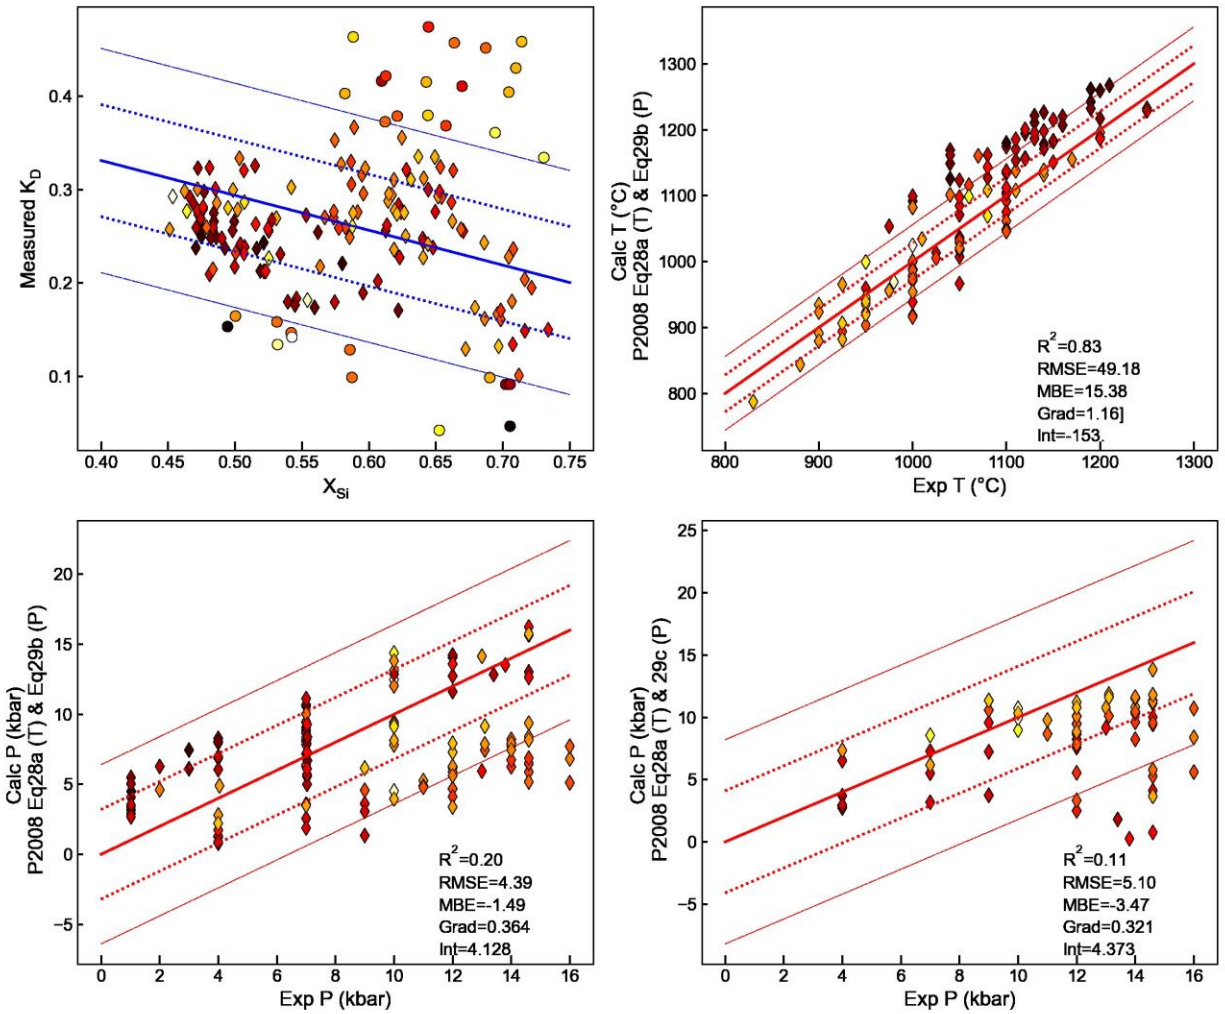 0.4
0.3
0.2
0.1
Measured K_D
0.40 0.45 0.50 0.55 0.60 0.65 0.70 0.75
X_Si
1300
1200
1100
1000
900
800
Calc T (°C)
P2008 Eq28a (T) & Eq29b (P)
R²=0.83
RMSE=49.18
MBE=15.38
Grad=1.16]
Int=-153.
800 900 1000 1100 1200 1300
Exp T (°C)
20
15
10
5
0
−5
Calc P (kbar)
P2008 Eq28a (T) & Eq29b (P)
R²=0.20
RMSE=4.39
MBE=-1.49
Grad=0.364
Int=4.128
0 2 4 6 8 10 12 14 16
Exp P (kbar)
25
20
15
10
5
0
−5
Calc P (kbar)
P2008 Eq28a (T) & 29c (P)
R²=0.11
RMSE=5.10
MBE=-3.47
Grad=0.321
Int=4.373
0 2 4 6 8 10 12 14 16
Exp P (kbar)